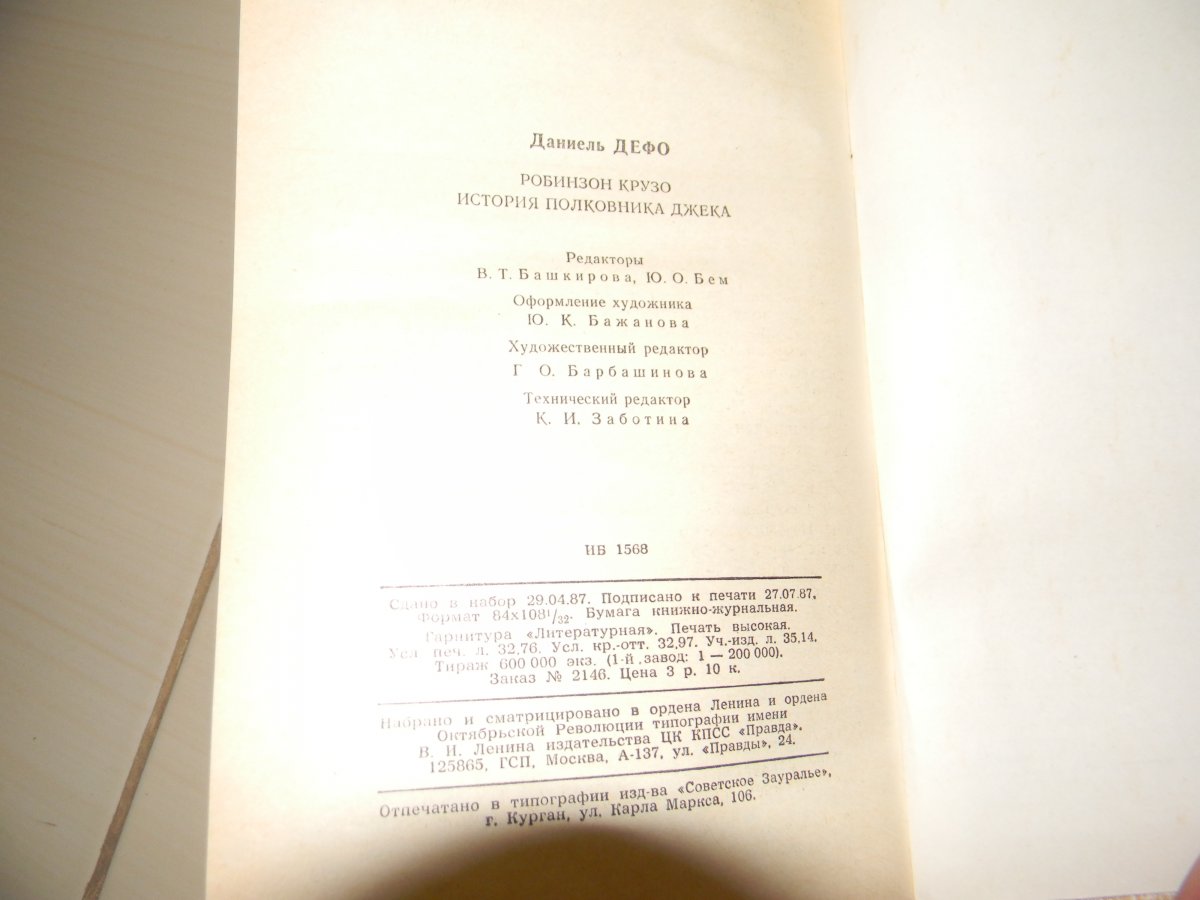 Даниель ДЕФО
РОБИНЗОН КРУЗО
ИСТОРИЯ ПОЛКОВНИКА ДЖЕКА
Редакторы
В. Т. Башкирова, Ю. О. Бем
Оформление художника
Ю. К. Бажанова
Художественный редактор
Г О. Барбашинова
Технический редактор
К. И. Заботина
ИБ 1568
Сдано в набор 29.04.87. Подписано к печати 27.07.87.
Формат 84х108¹/₃₂. Бумага книжно-журнальная.
Гарнитура «Литературная». Печать высокая.
Усл. печ. л. 32,76. Усл. кр.-отт. 32,97. Уч.-изд. л. 35,14.
Тираж 600 000 экз. (1-й завод: 1 — 200 000).
Заказ № 2146. Цена 3 р. 10 к.
Набрано и сматрицировано в ордена Ленина и ордена
Октябрьской Революции типографии имени
В. И. Ленина издательства ЦК КПСС «Правда».
125865, ГСП, Москва, А-137, ул. «Правды», 24.
Отпечатано в типографии изд-ва «Советское Зауралье»,
г. Курган, ул. Карла Маркса, 106.